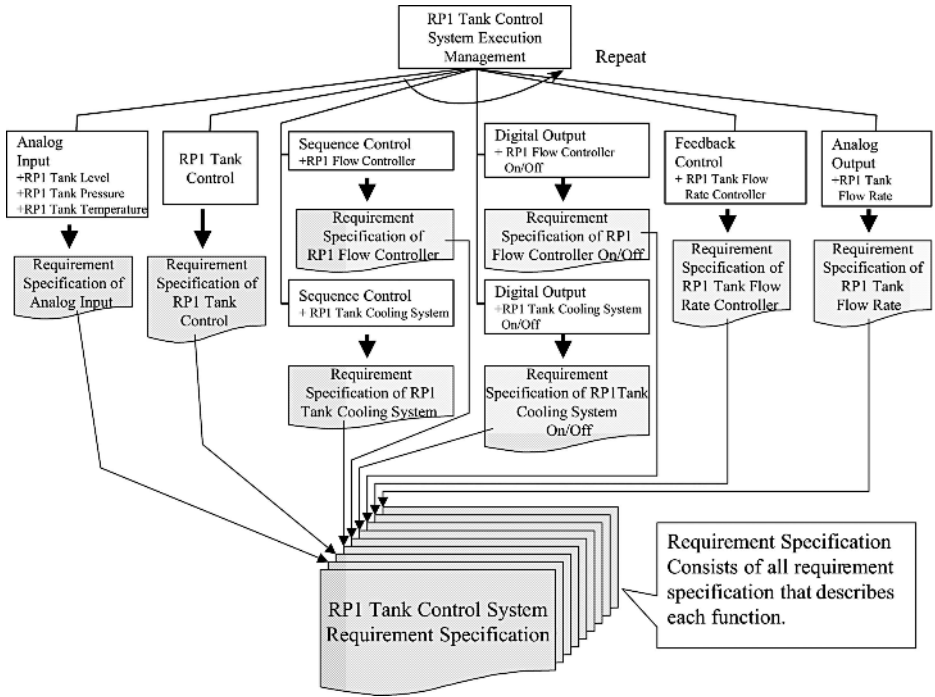 RP1 Tank Control
System Execution
Management
Repeat
Analog
Input
+RP1 Tank Level
+RP1 Tank Pressure
+RP1 Tank Temperature
RP1 Tank
Control
Sequence Control
+RP1 Flow Controller
Digital Output
+ RP1 Flow Controller
On/Off
Feedback
Control
+ RP1 Tank Flow
Rate Controller
Analog
Output
+RP1 Tank
Flow Rate
Requirement
Specification of
Analog Input
Requirement
Specification of
RP1 Tank
Control
Requirement
Specification of
RP1 Flow Controller
Requirement
Specification of RP1
Flow Controller On/Off
Requirement
Specification of
RP1 Tank Flow
Rate Controller
Requirement
Specification of
RP1 Tank
Flow Rate
Sequence Control
+ RP1 Tank Cooling System
Digital Output
+RP1 Tank Cooling System
On/Off
Requirement
Specification of RP1
Tank Cooling System
Requirement
Specification of RP1Tank
Cooling System
On/Off
RP1 Tank Control System
Requirement Specification
Requirement Specification
Consists of all requirement
specification that describes
each function.